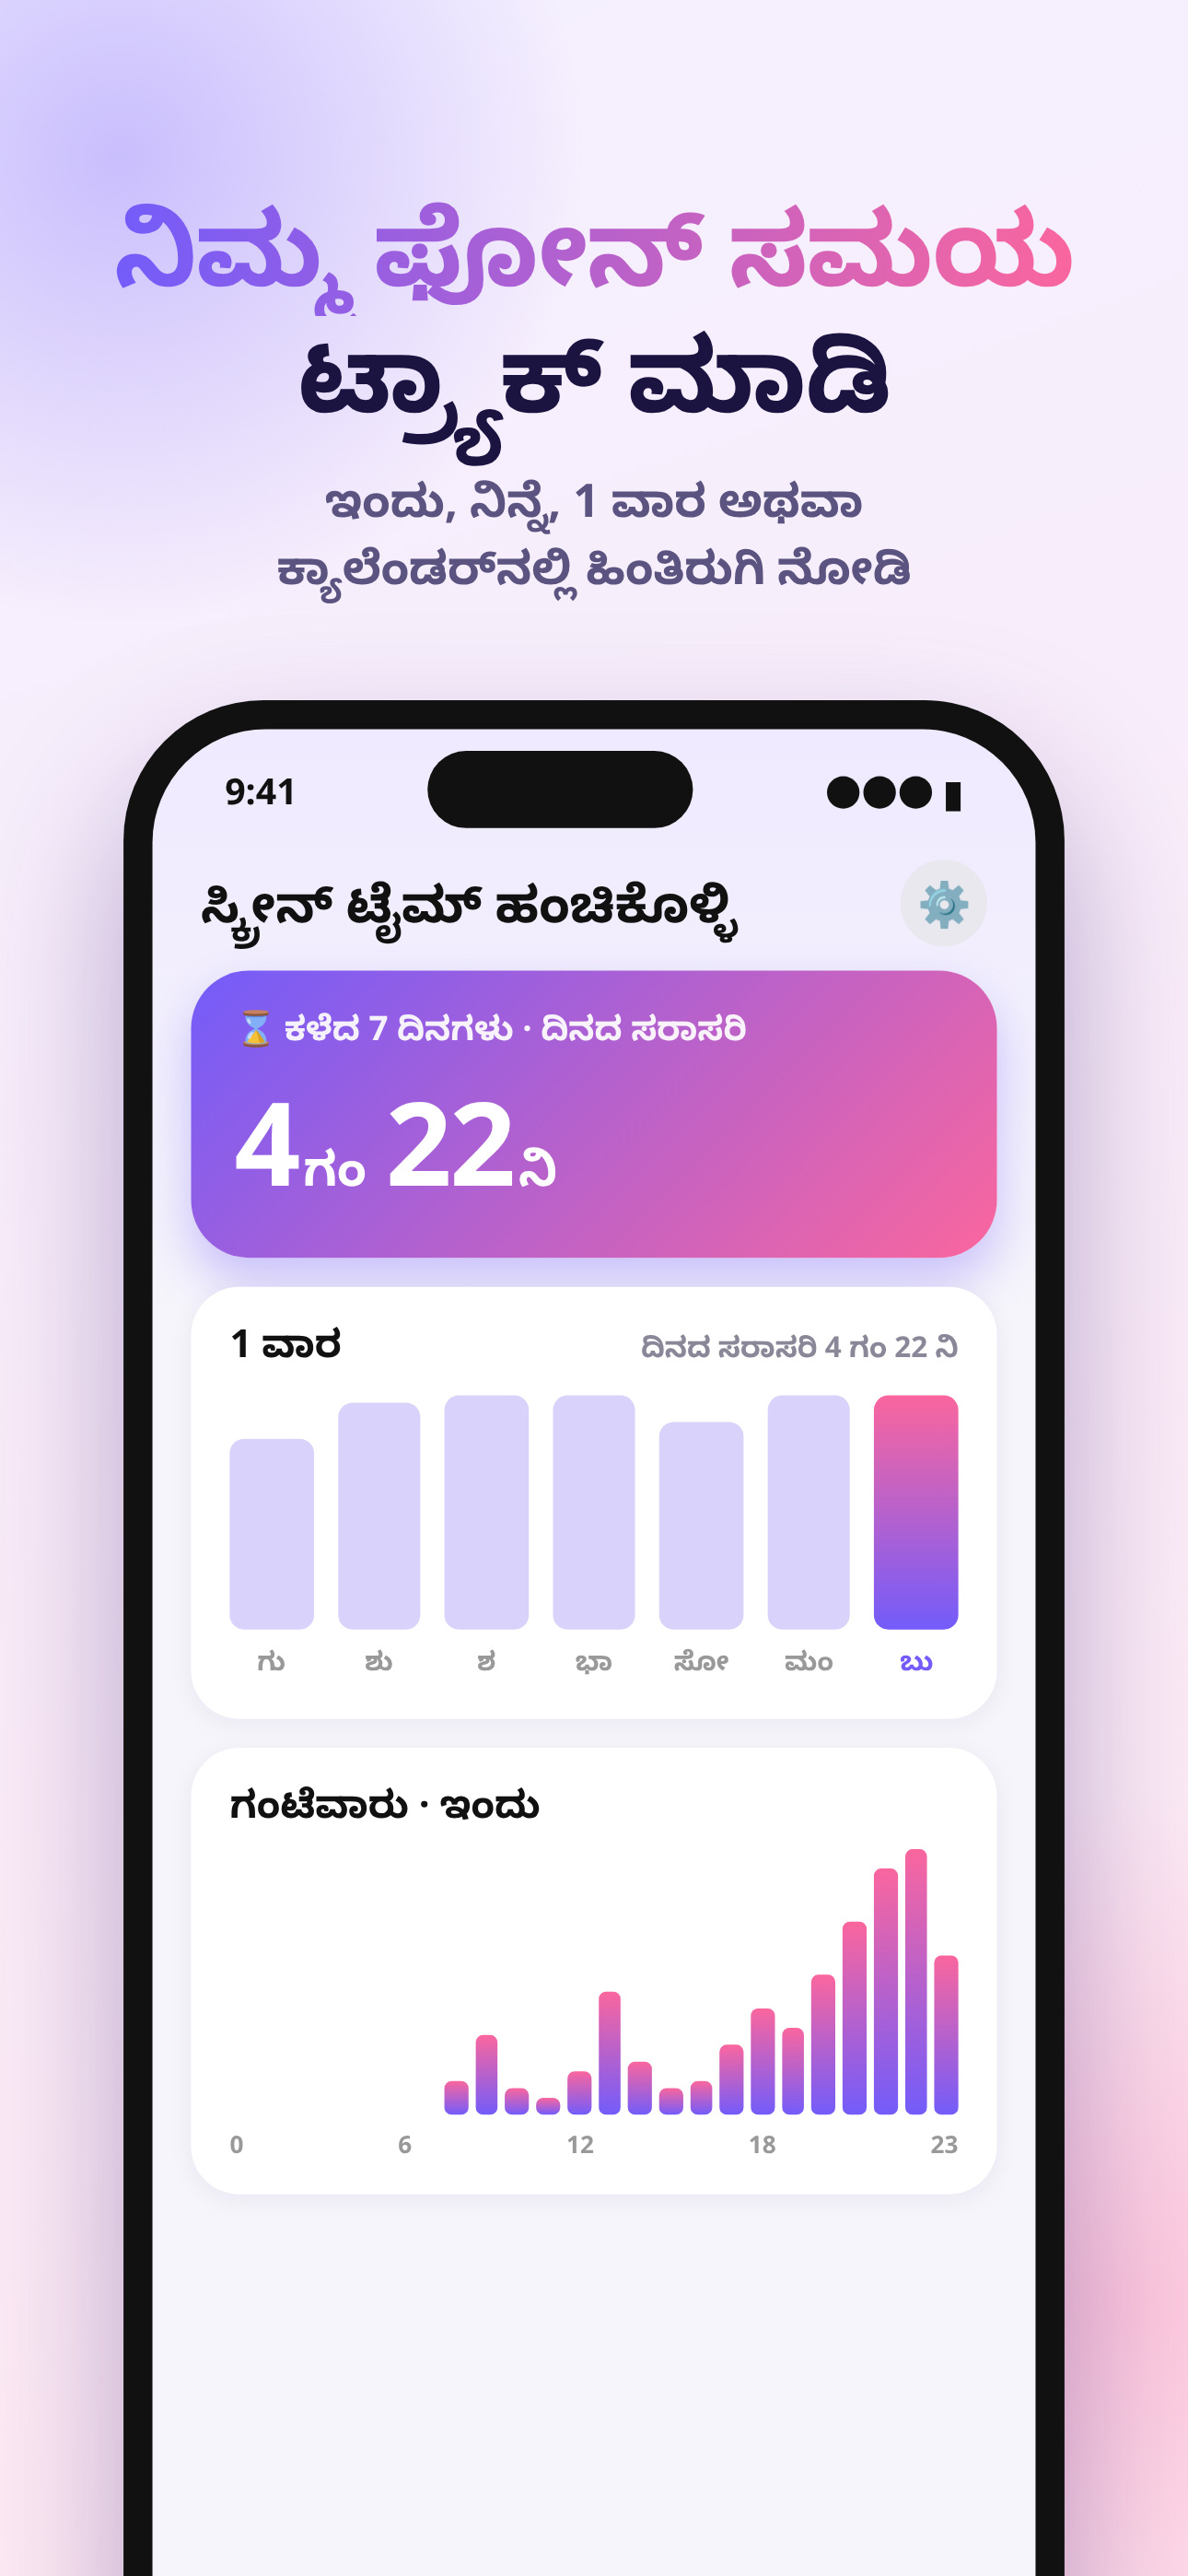 ನಿಮ್ಮ ಫೋನ್ ಸಮಯ
ಟ್ರ್ಯಾಕ್ ಮಾಡಿ
ಇಂದು, ನಿನ್ನೆ, 1 ವಾರ ಅಥವಾ
ಕ್ಯಾಲೆಂಡರ್‌ನಲ್ಲಿ ಹಿಂತಿರುಗಿ ನೋಡಿ
9:41
ಸ್ಕ್ರೀನ್ ಟೈಮ್ ಹಂಚಿಕೊಳ್ಳಿ
⌛ ಕಳೆದ 7 ದಿನಗಳು · ದಿನದ ಸರಾಸರಿ
4ಗಂ 22ನಿ
1 ವಾರ ದಿನದ ಸರಾಸರಿ 4 ಗಂ 22 ನಿ
ಗು ಶು ಶ ಭಾ ಸೋ ಮಂ ಬು
ಗಂಟೆವಾರು · ಇಂದು
0 6 12 18 23